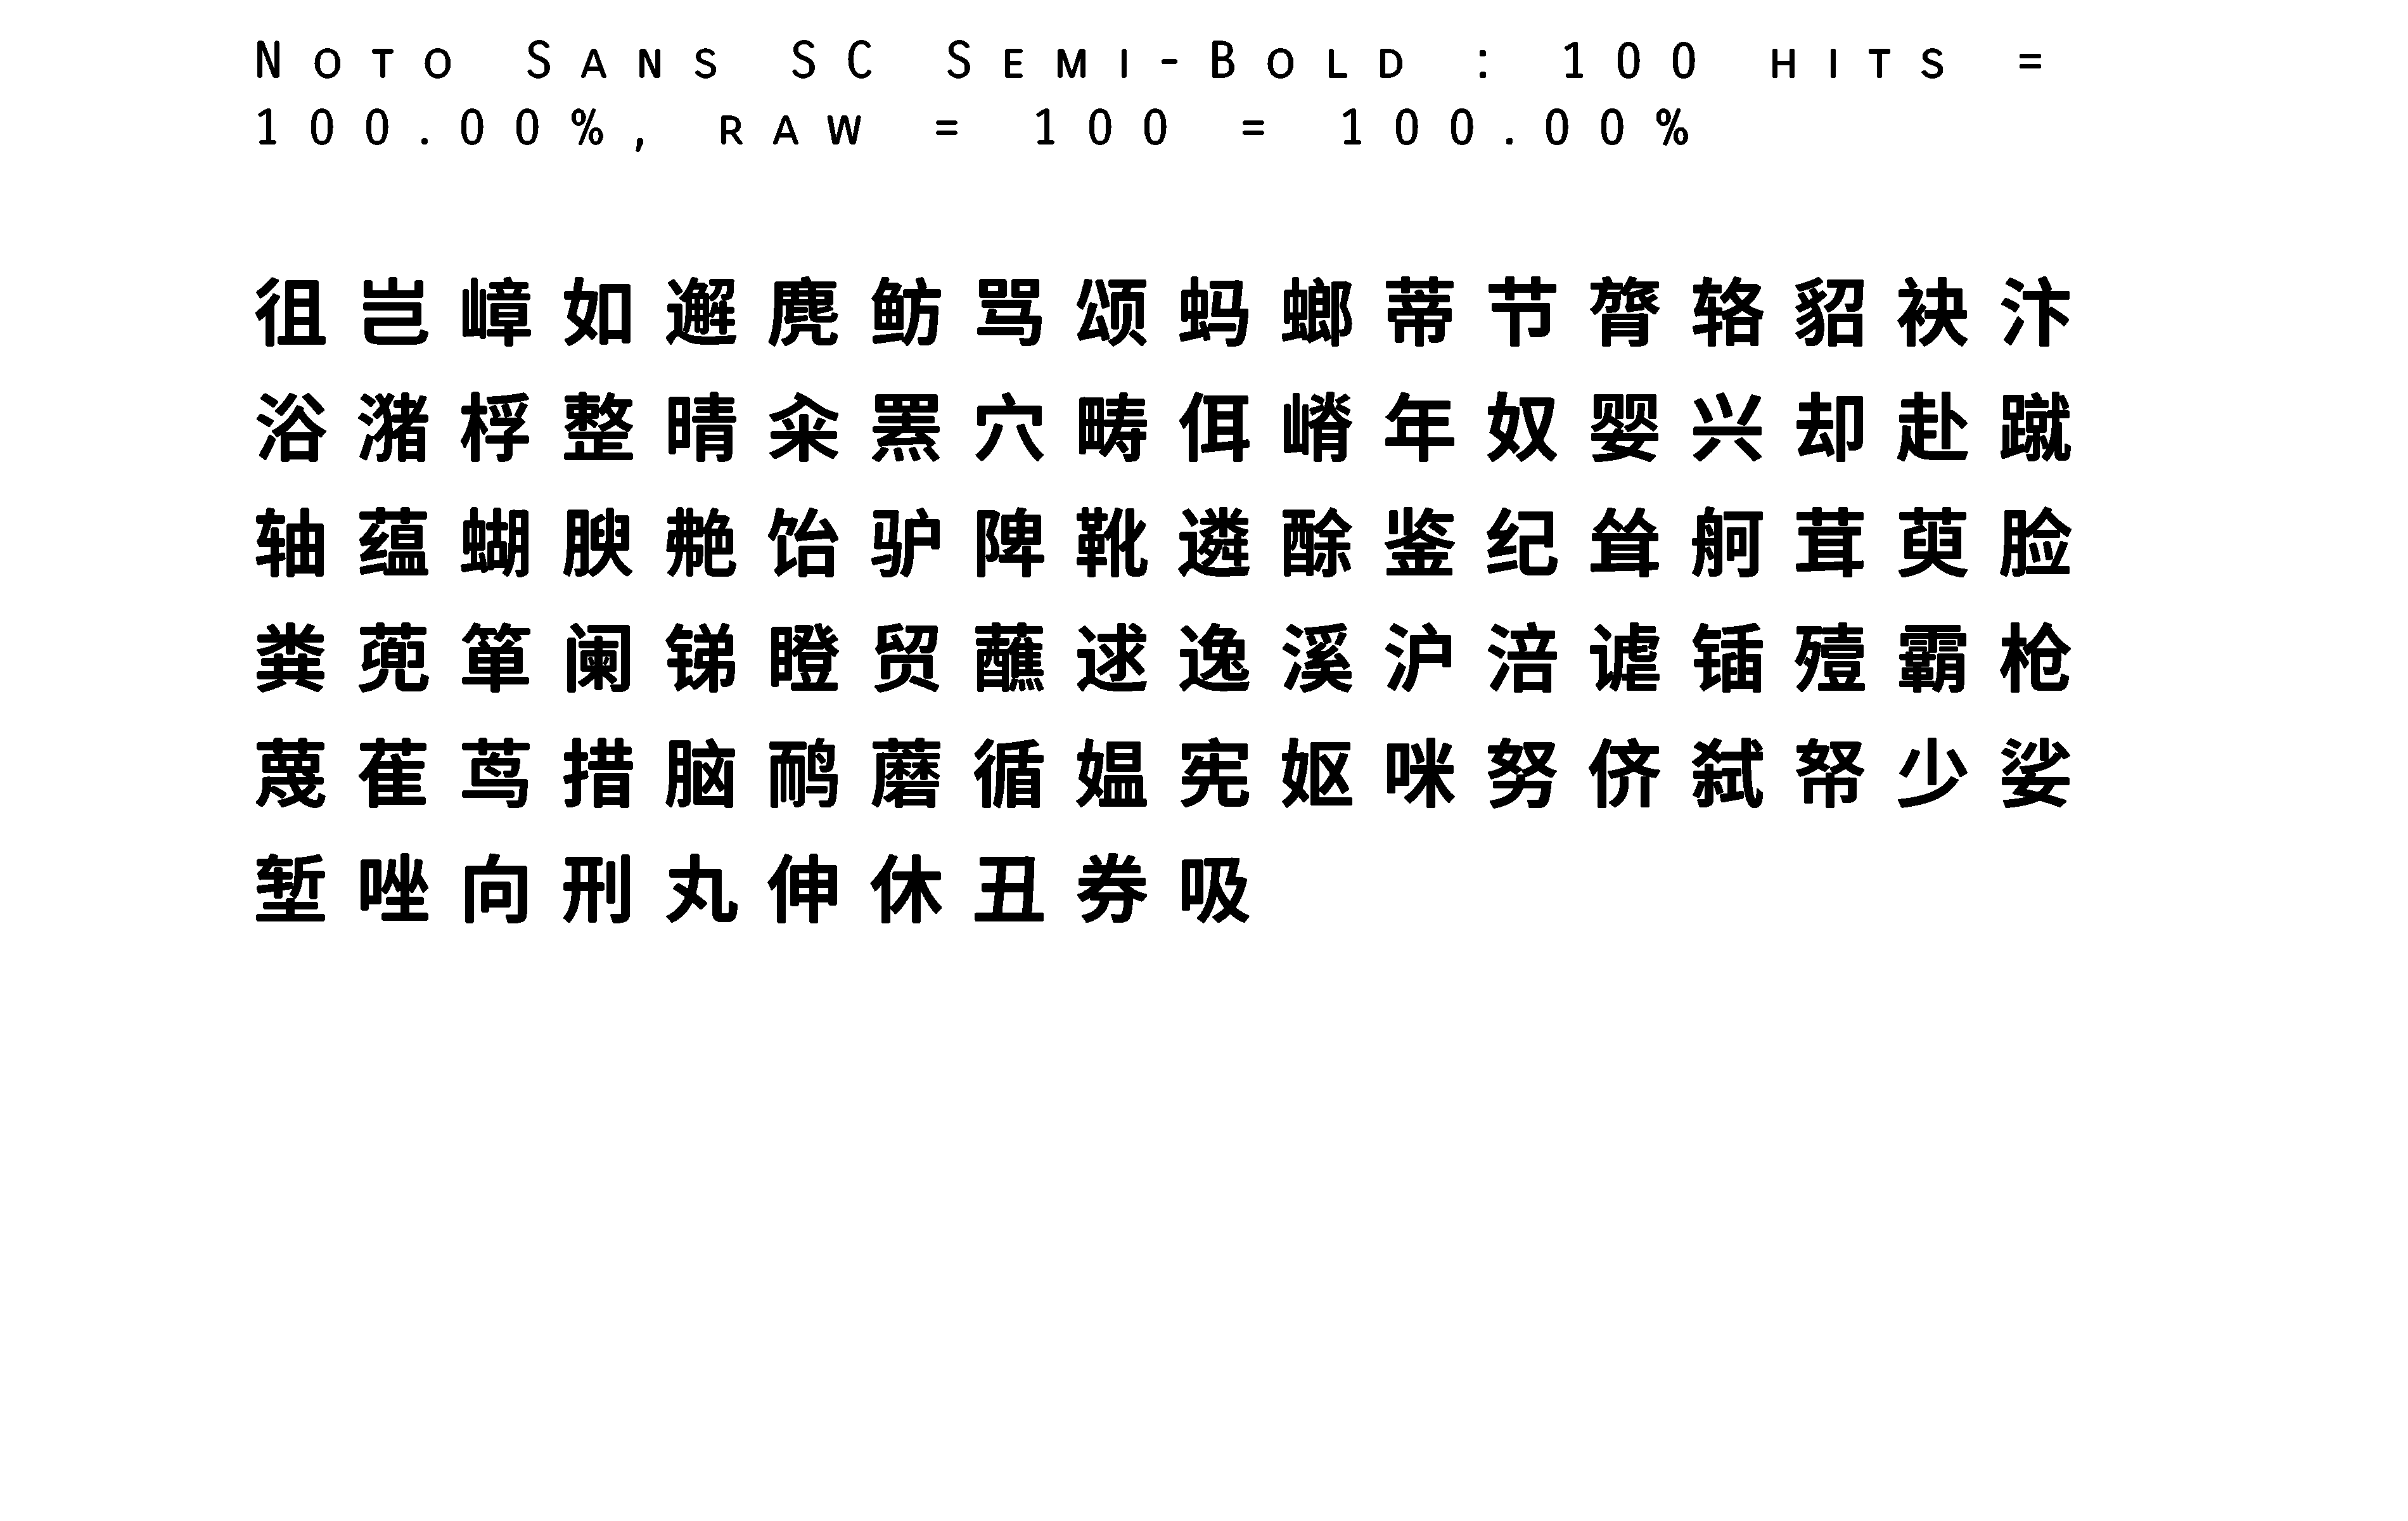 Noto Sans SC Semi-Bold : 100 hits =
100.00%, raw = 100 = 100.00%
徂岂嶂如邂麂鲂骂颂蚂螂蒂节膂辂貂袂汴
浴潴桴整晴籴罴穴畴佴嵴年奴婴兴却赴蹴
轴蕴蝴腴艴饴驴陴靴遴酴鉴纪耸舸茸萸脸
粪蔸箪阑锑瞪贸蘸逑逸溪沪涪谑锸殪霸枪
蔑萑茑措脑鸸蘑循媪宪妪咪努侪弑帑少娑
堑唑向刑丸伸休丑券吸